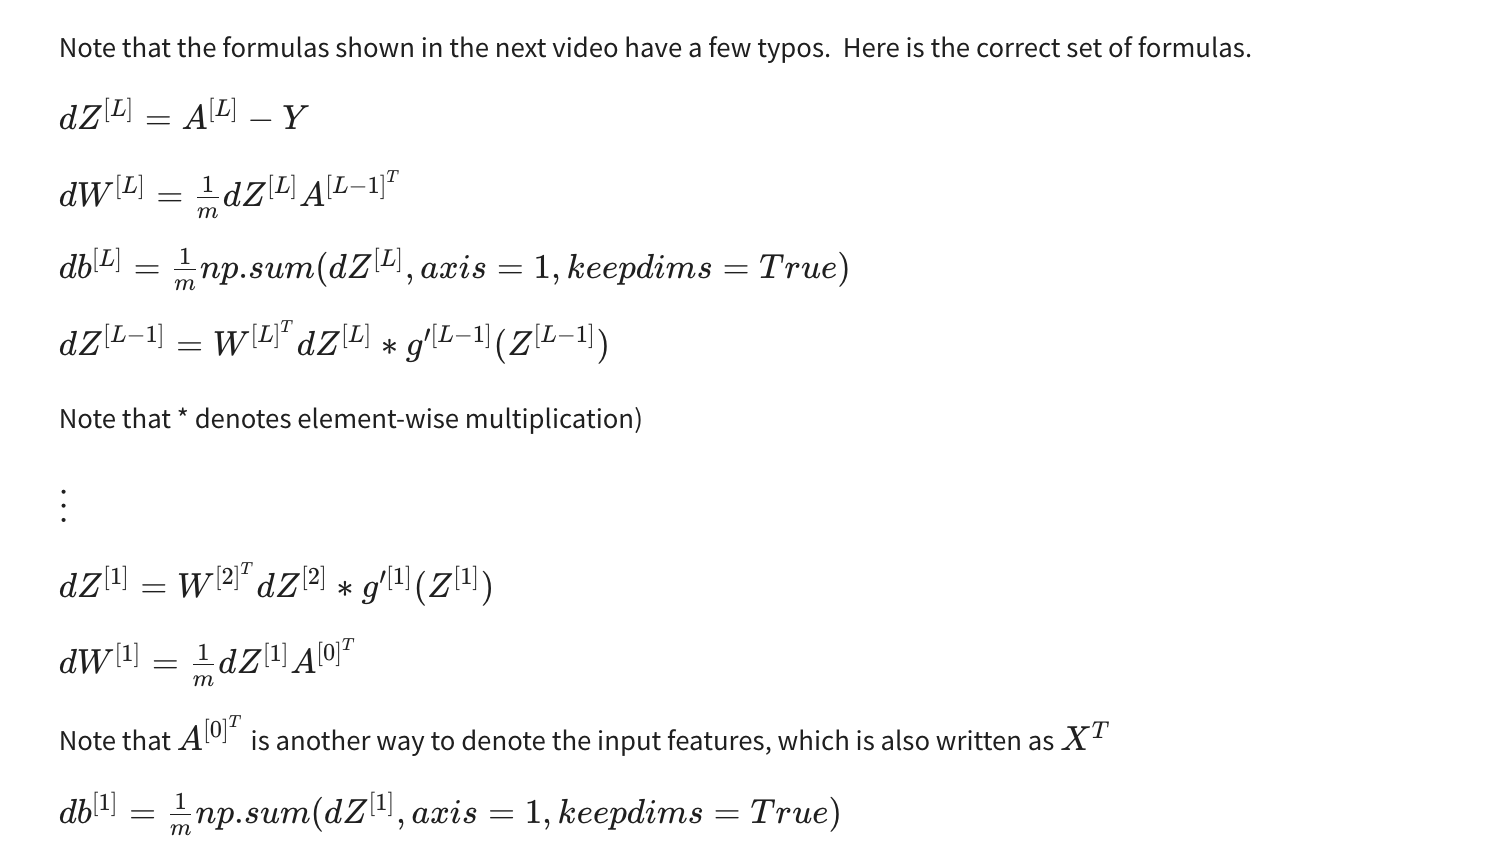 Note that the formulas shown in the next video have a few typos.  Here is the correct set of formulas.
$dZ^{[L]} = A^{[L]} - Y$
$dW^{[L]} = \frac{1}{m} dZ^{[L]} A^{[L-1]^T}$
$db^{[L]} = \frac{1}{m} np.sum(dZ^{[L]}, axis = 1, keepdims = True)$
$dZ^{[L-1]} = W^{[L]^T} dZ^{[L]} * g'^{[L-1]}(Z^{[L-1]})$
Note that * denotes element-wise multiplication)
⋮
$dZ^{[1]} = W^{[2]^T} dZ^{[2]} * g'^{[1]}(Z^{[1]})$
$dW^{[1]} = \frac{1}{m} dZ^{[1]} A^{[0]^T}$
Note that $A^{[0]^T}$ is another way to denote the input features, which is also written as $X^T$
$db^{[1]} = \frac{1}{m} np.sum(dZ^{[1]}, axis = 1, keepdims = True)$